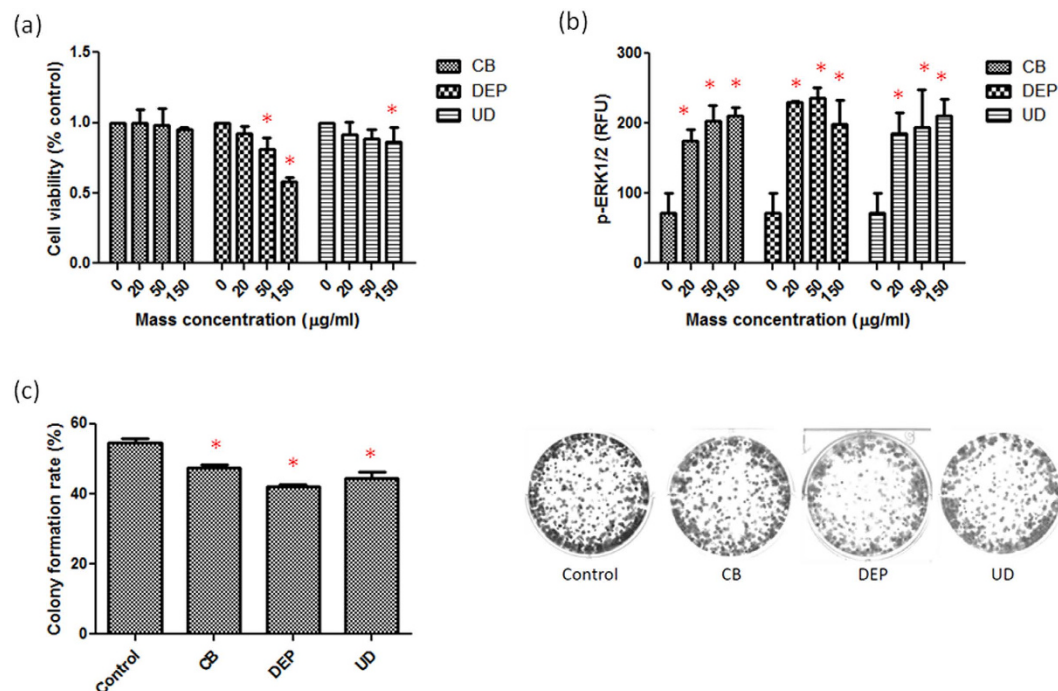 (a)
Cell viability (% control)
1.5
1.0
0.5
0.0
0 20 50 150 0 20 50 150 0 20 50 150
Mass concentration (μg/ml)
CB
DEP
UD
* * *
(b)
p-ERK1/2 (RFU)
300
200
100
0
0 20 50 150 0 20 50 150 0 20 50 150
Mass concentration (μg/ml)
CB
DEP
UD
* * * * * * * * *
(c)
Colony formation rate (%)
60
40
20
0
* * *
Control CB DEP UD
Control CB DEP UD